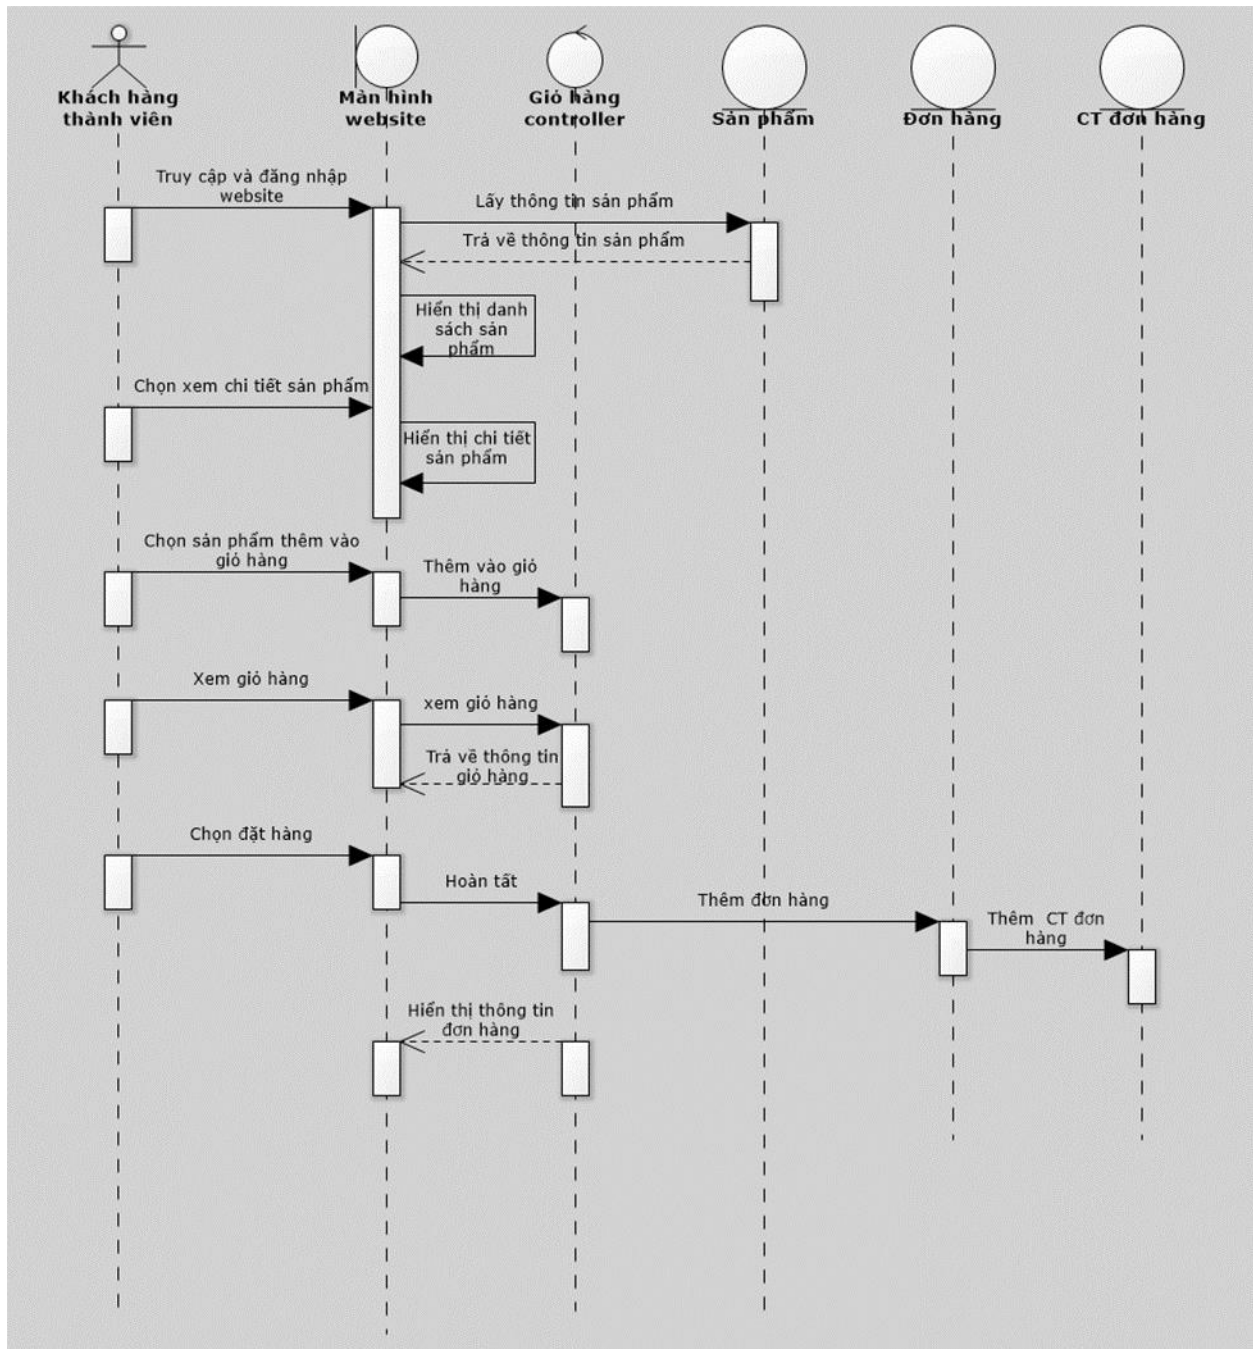 Khách hàng
thành viên
Màn hình
website
Giỏ hàng
controller
Sản phẩm
Đơn hàng
CT đơn hàng
Truy cập và đăng nhập
website
Lấy thông tin sản phẩm
Trả về thông tin sản phẩm
Hiển thị danh
sách sản
phẩm
Chọn xem chi tiết sản phẩm
Hiển thị chi tiết
sản phẩm
Chọn sản phẩm thêm vào
giỏ hàng
Thêm vào giỏ
hàng
Xem giỏ hàng
xem giỏ hàng
Trả về thông tin
giỏ hàng
Chọn đặt hàng
Hoàn tất
Thêm đơn hàng
Thêm CT đơn
hàng
Hiển thị thông tin
đơn hàng